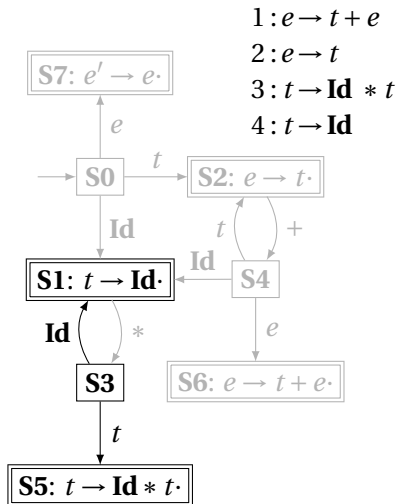 1 : e → t + e
2 : e → t
3 : t → Id * t
4 : t → Id
S7: e′ → e·
e
S0
t
S2: e → t·
Id
t
+
S1: t → Id·
Id
S4
Id
*
e
S3
S6: e → t + e·
t
S5: t → Id * t·